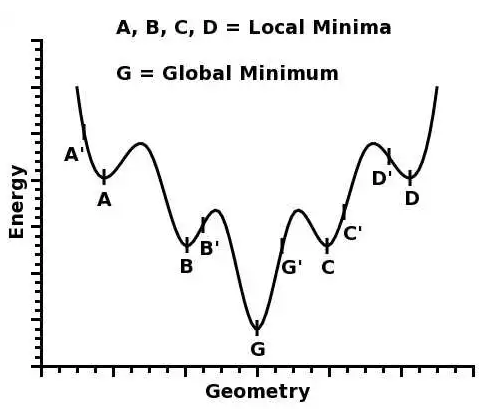 A, B, C, D = Local Minima
G = Global Minimum
Energy
A'
A
B
B'
G
G'
C
C'
D'
D
Geometry